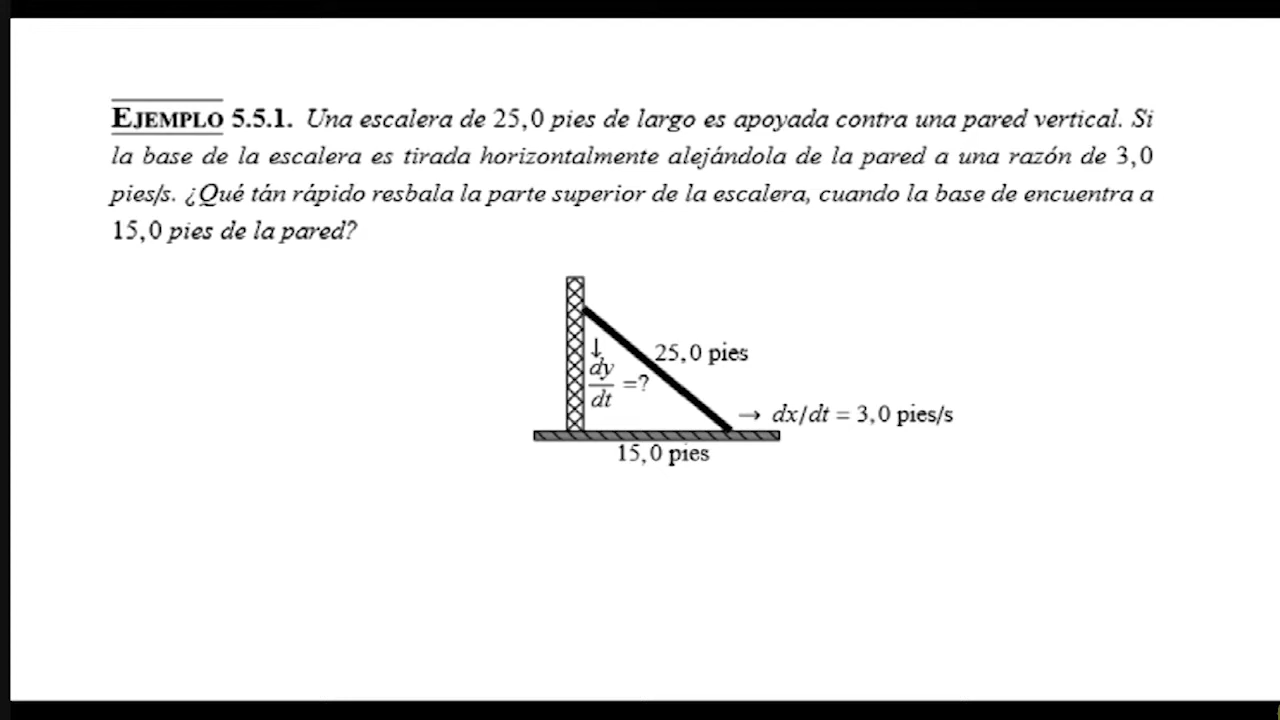 EJEMPLO 5.5.1. Una escalera de 25,0 pies de largo es apoyada contra una pared vertical. Si
la base de la escalera es tirada horizontalmente alejándola de la pared a una razón de 3,0
pies/s. ¿Qué tán rápido resbala la parte superior de la escalera, cuando la base de encuentra a
15,0 pies de la pared?
↓
25,0 pies
dy/dt =?
→ dx/dt = 3,0 pies/s
15,0 pies